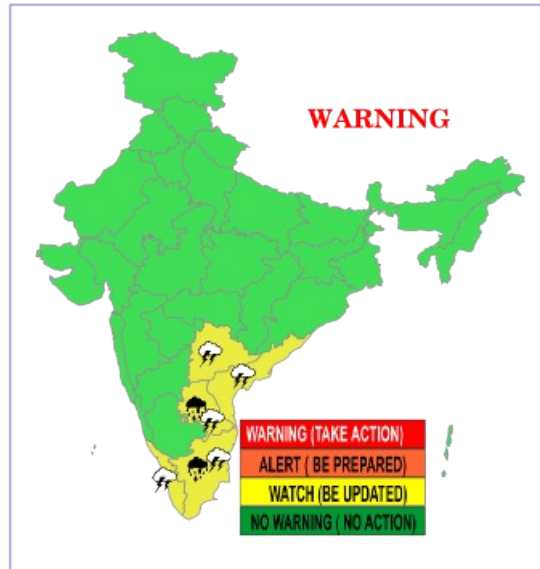 WARNING
WARNING (TAKE ACTION)
ALERT ( BE PREPARED)
WATCH (BE UPDATED)
NO WARNING ( NO ACTION)